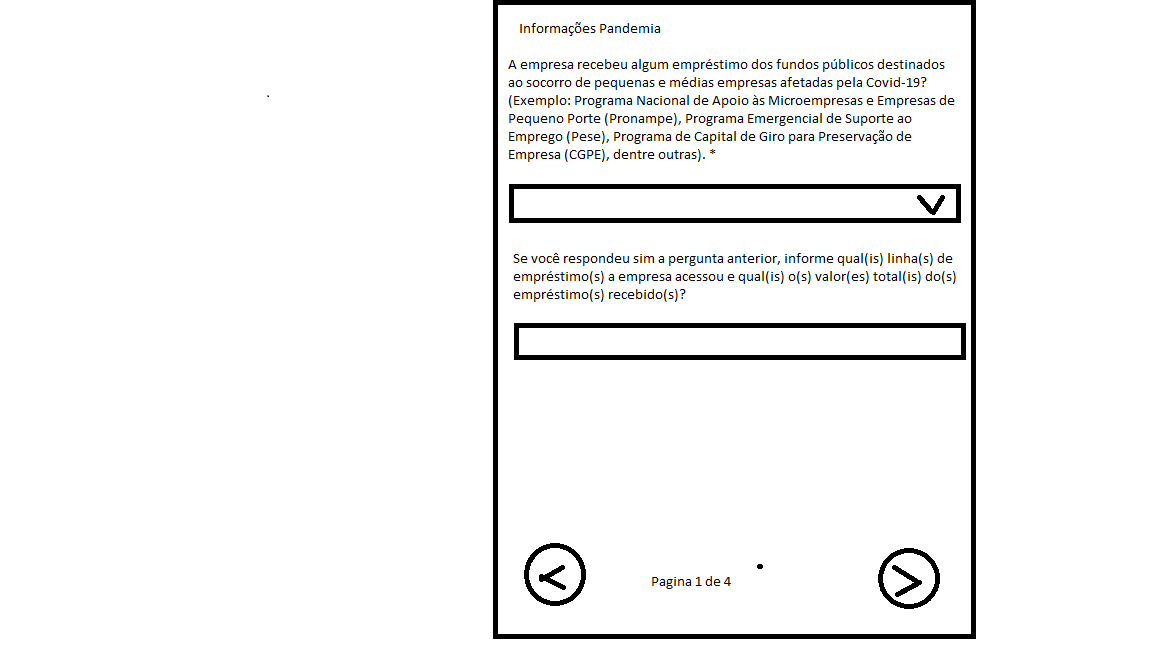 Informações Pandemia
A empresa recebeu algum empréstimo dos fundos públicos destinados
ao socorro de pequenas e médias empresas afetadas pela Covid-19?
(Exemplo: Programa Nacional de Apoio às Microempresas e Empresas de
Pequeno Porte (Pronampe), Programa Emergencial de Suporte ao
Emprego (Pese), Programa de Capital de Giro para Preservação de
Empresa (CGPE), dentre outras). *
Se você respondeu sim a pergunta anterior, informe qual(is) linha(s) de
empréstimo(s) a empresa acessou e qual(is) o(s) valor(es) total(is) do(s)
empréstimo(s) recebido(s)?
Pagina 1 de 4